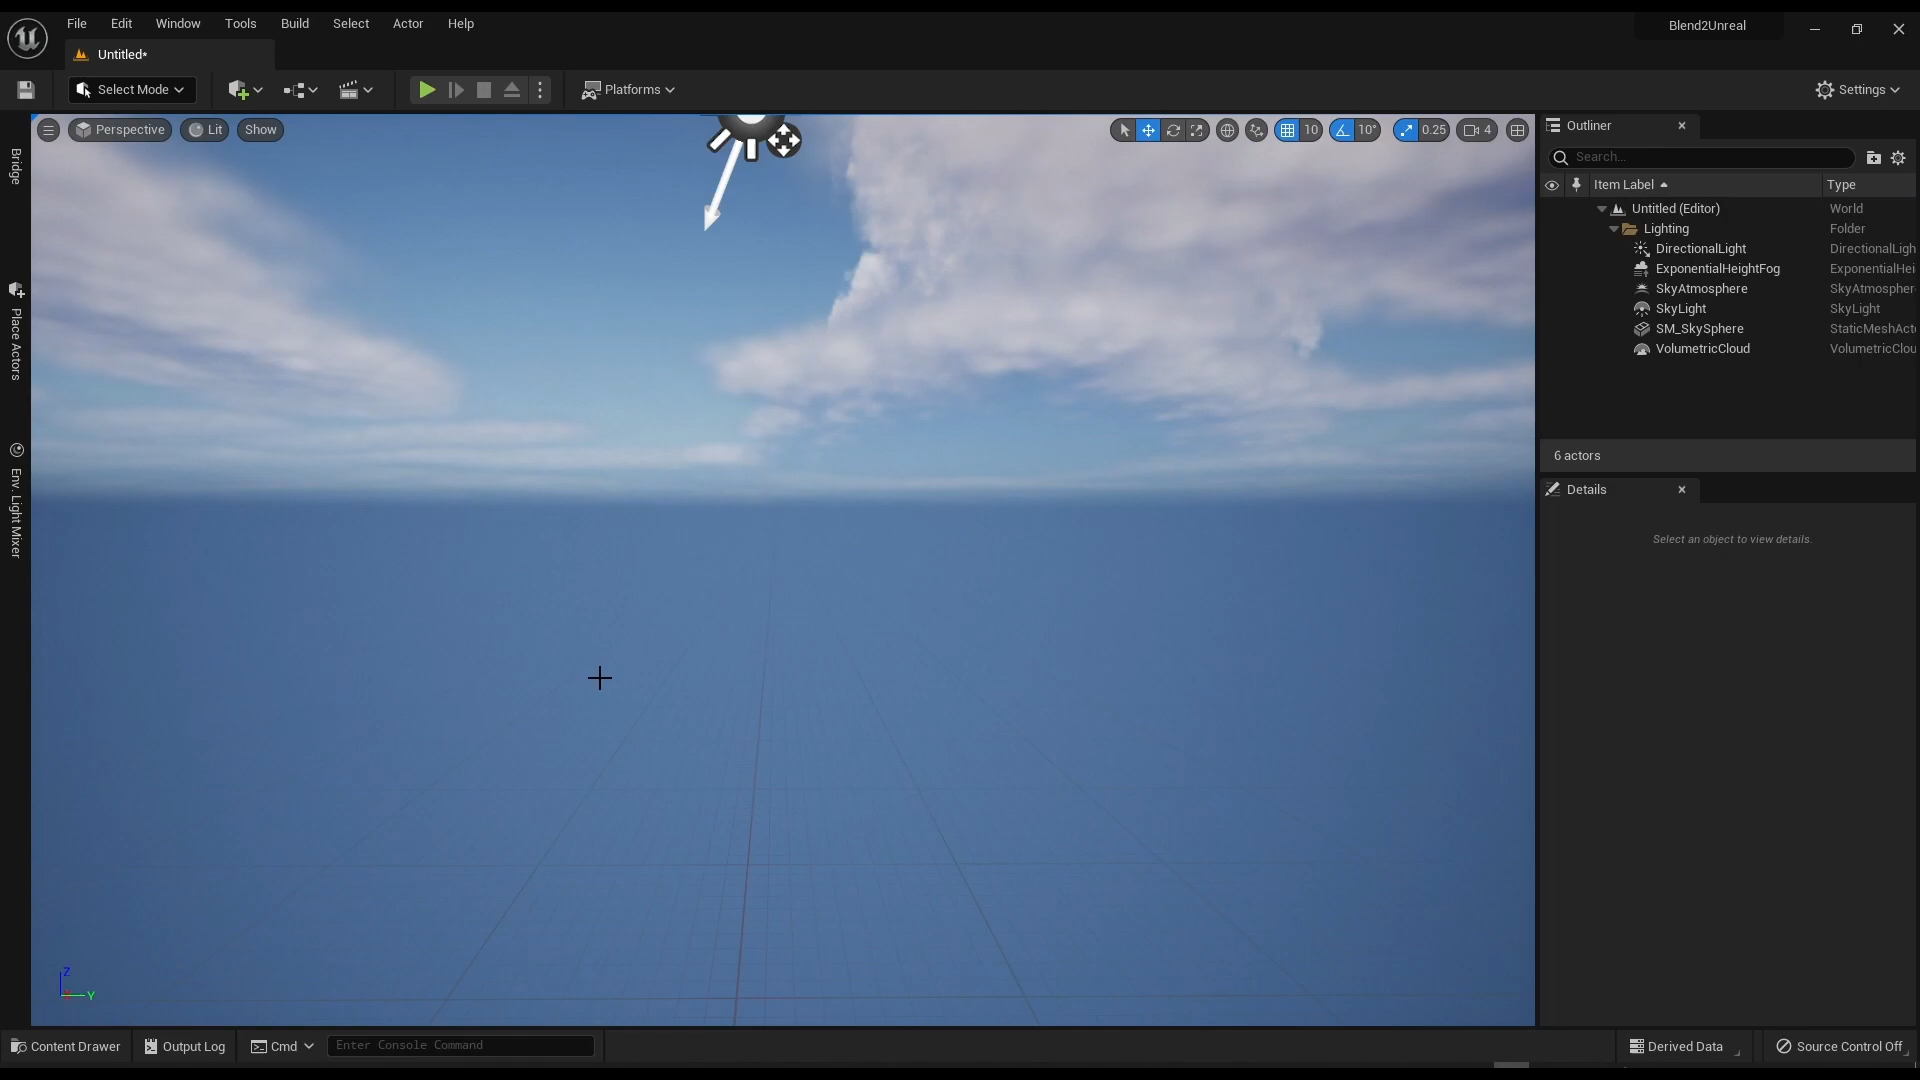 File Edit Window Tools Build Select Actor Help
Blend2Unreal
Untitled*
Select Mode
Platforms
Settings
Perspective Lit Show
10 10° 0.25 4
Outliner
Search...
Item Label Type
Untitled (Editor) World
Lighting Folder
DirectionalLight DirectionalLigh
ExponentialHeightFog ExponentialHei
SkyAtmosphere SkyAtmospher
SkyLight SkyLight
SM_SkySphere StaticMeshActo
VolumetricCloud VolumetricClou
6 actors
Details
Select an object to view details.
Bridge
Place Actors
Env. Light Mixer
Z
Y
Content Drawer Output Log Cmd Enter Console Command
Derived Data Source Control Off